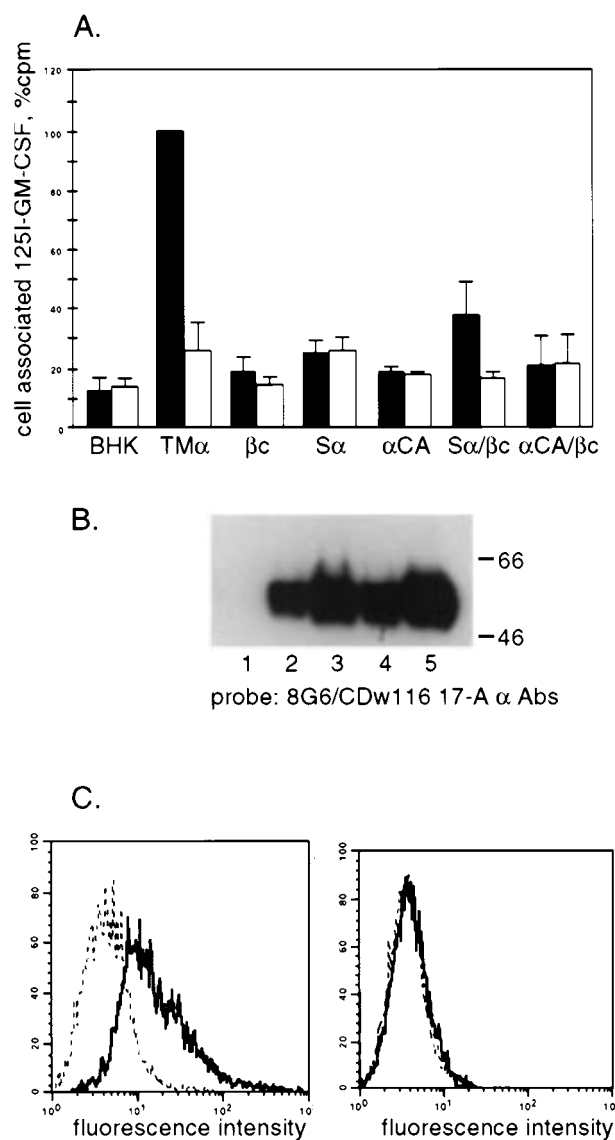 A.
cell associated 125I-GM-CSF, %cpm
120
100
80
60
40
20
0
BHK TMα βc Sα αCA Sα/βc αCA/βc
B.
66
46
1 2 3 4 5
probe: 8G6/CDw116 17-A α Abs
C.
100
80
60
40
20
0
10⁰ 10¹ 10² 10³
fluorescence intensity
100
80
60
40
20
0
10⁰ 10¹ 10² 10
fluorescence intensity